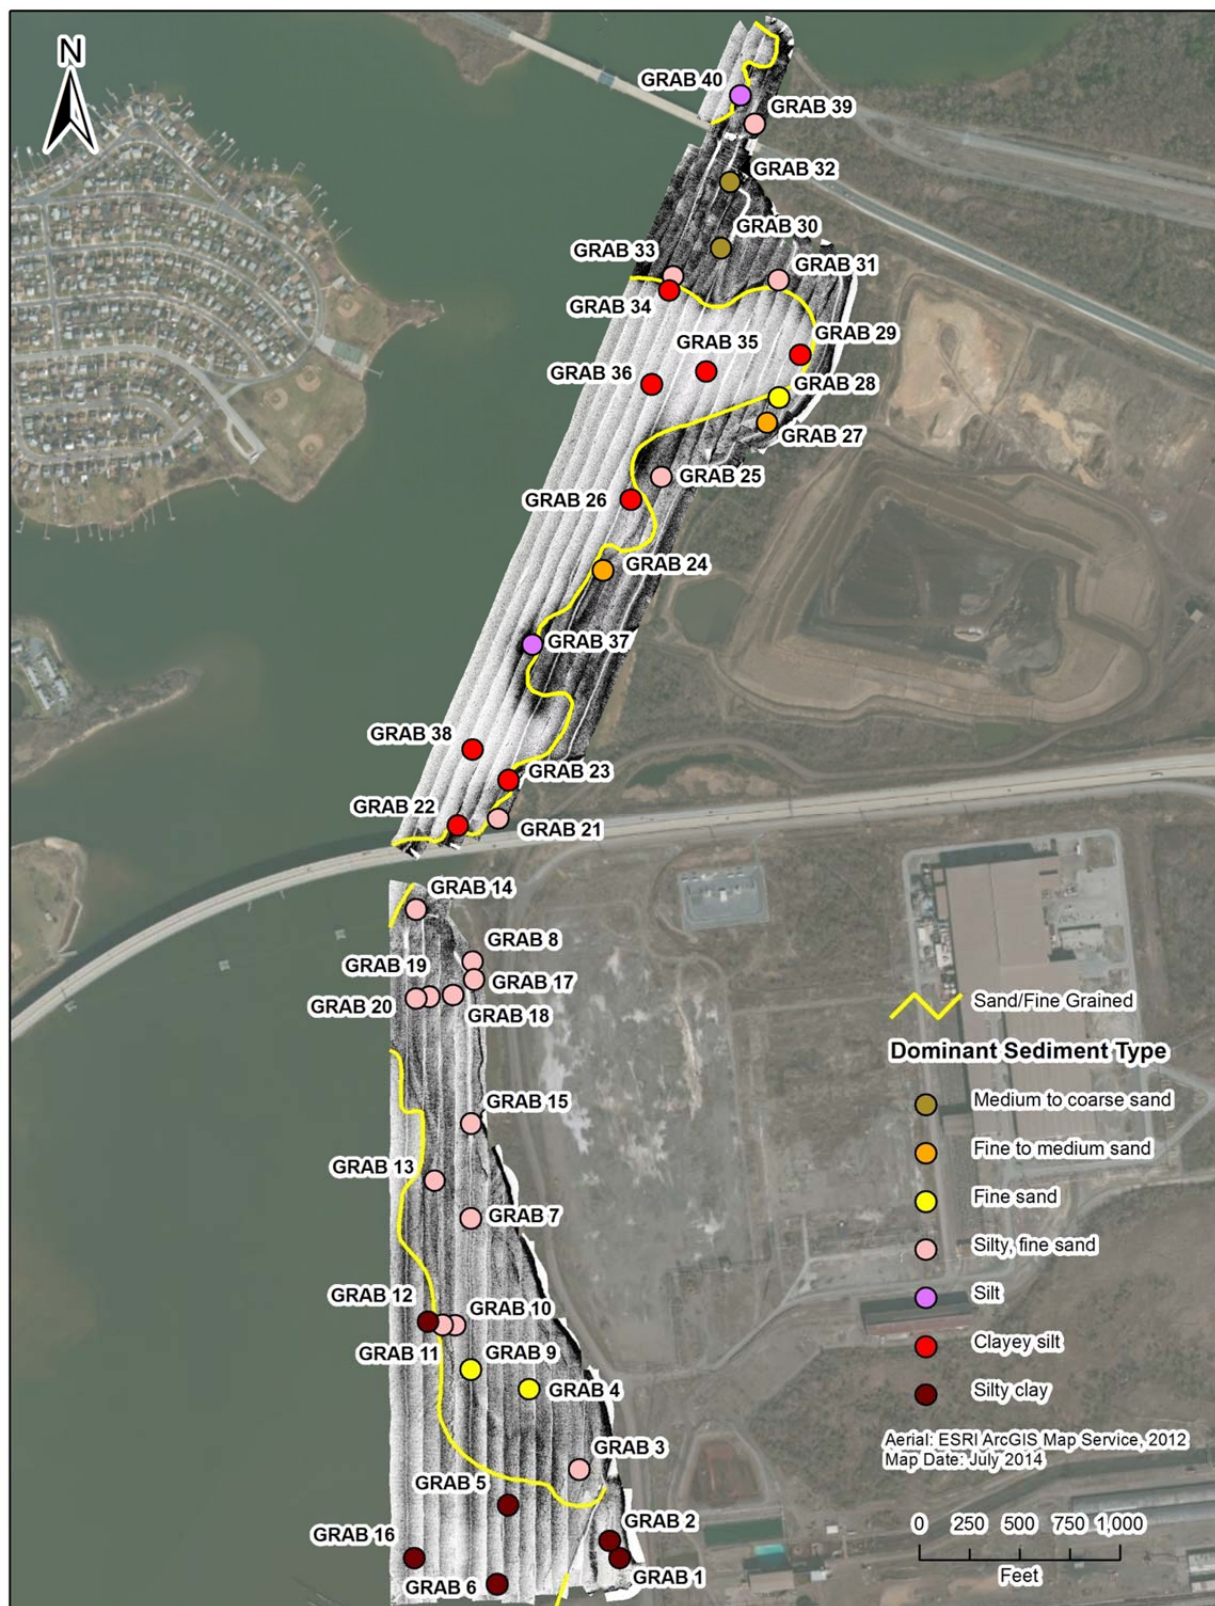 N
GRAB 40
GRAB 39
GRAB 32
GRAB 30
GRAB 33
GRAB 31
GRAB 34
GRAB 29
GRAB 35
GRAB 36
GRAB 28
GRAB 27
GRAB 25
GRAB 26
GRAB 24
GRAB 37
GRAB 38
GRAB 23
GRAB 22
GRAB 21
GRAB 14
GRAB 8
GRAB 19
GRAB 17
GRAB 20
GRAB 18
GRAB 15
GRAB 13
GRAB 7
GRAB 12
GRAB 10
GRAB 11
GRAB 9
GRAB 4
GRAB 3
GRAB 5
GRAB 2
GRAB 16
GRAB 1
GRAB 6
Sand/Fine Grained
Dominant Sediment Type
Medium to coarse sand
Fine to medium sand
Fine sand
Silty, fine sand
Silt
Clayey silt
Silty clay
Aerial: ESRI ArcGIS Map Service, 2012
Map Date: July 2014
0 250 500 750 1,000
Feet